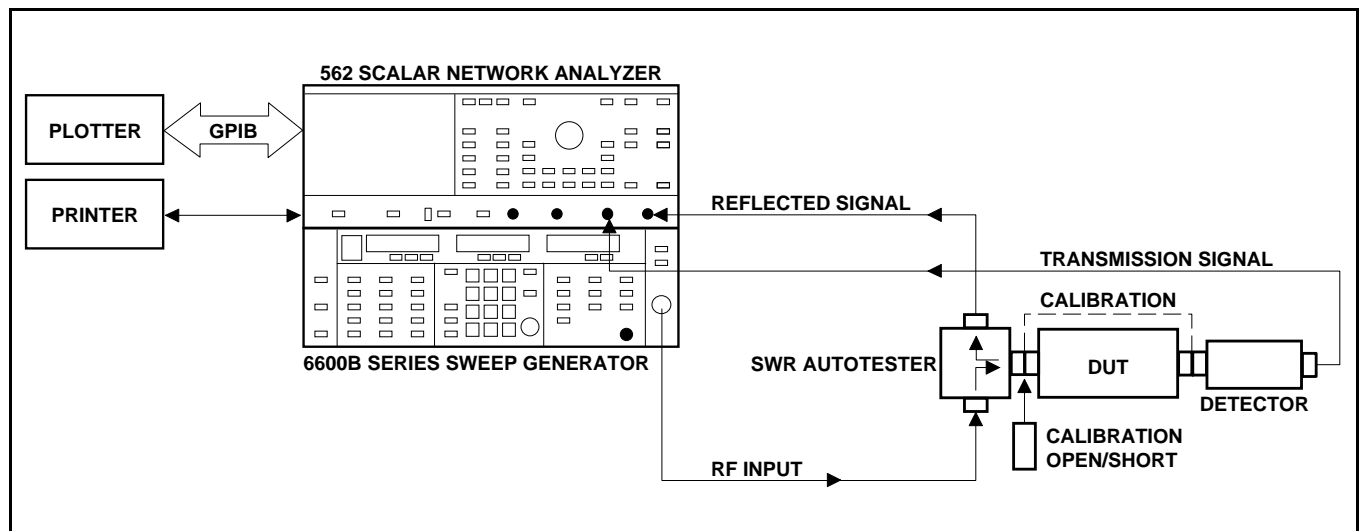 562 SCALAR NETWORK ANALYZER
PLOTTER
GPIB
PRINTER
REFLECTED SIGNAL
TRANSMISSION SIGNAL
CALIBRATION
6600B SERIES SWEEP GENERATOR
SWR AUTOTESTER
DUT
DETECTOR
CALIBRATION
OPEN/SHORT
RF INPUT